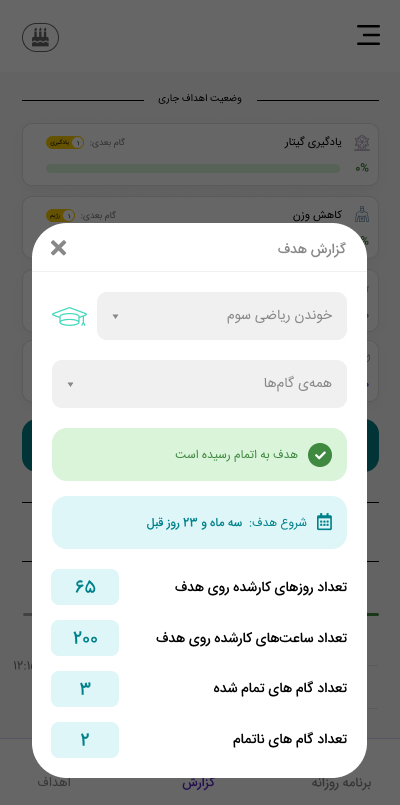 وضعیت اهداف جاری
یادگیری گیتار
گام بعدی: ۱ یادگیری
۰%
کاهش وزن
گام بعدی: ۱ رژیم
%
گزارش هدف
خوندن ریاضی سوم
همه‌ی گام‌ها
هدف به اتمام رسیده است
شروع هدف: سه ماه و ۲۳ روز قبل
تعداد روزهای کارشده روی هدف ۶۵
تعداد ساعت‌های کارشده روی هدف ۲۰۰
تعداد گام های تمام شده ۳
تعداد گام های ناتمام ۲
برنامه روزانه گزارش اهداف